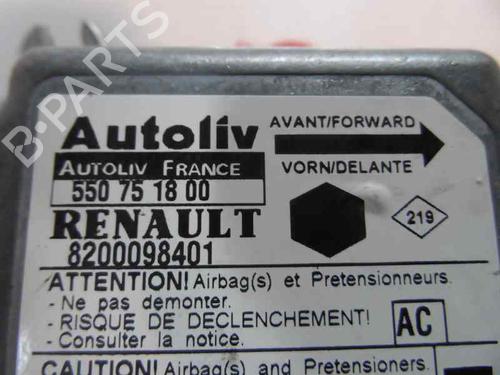 B-PARTS
Autoliv
AVANT/FORWARD
AUTOLIV FRANCE
VORN/DELANTE
550 75 18 00
RENAULT
219
8200098401
ATTENTION! Airbag(s) et Pretensionneurs.
- Ne pas demonter.
- RISQUE DE DECLENCHEMENT!
AC
- Consulter la notice.
CAUTION! Airbag(s) and Pretensioners.